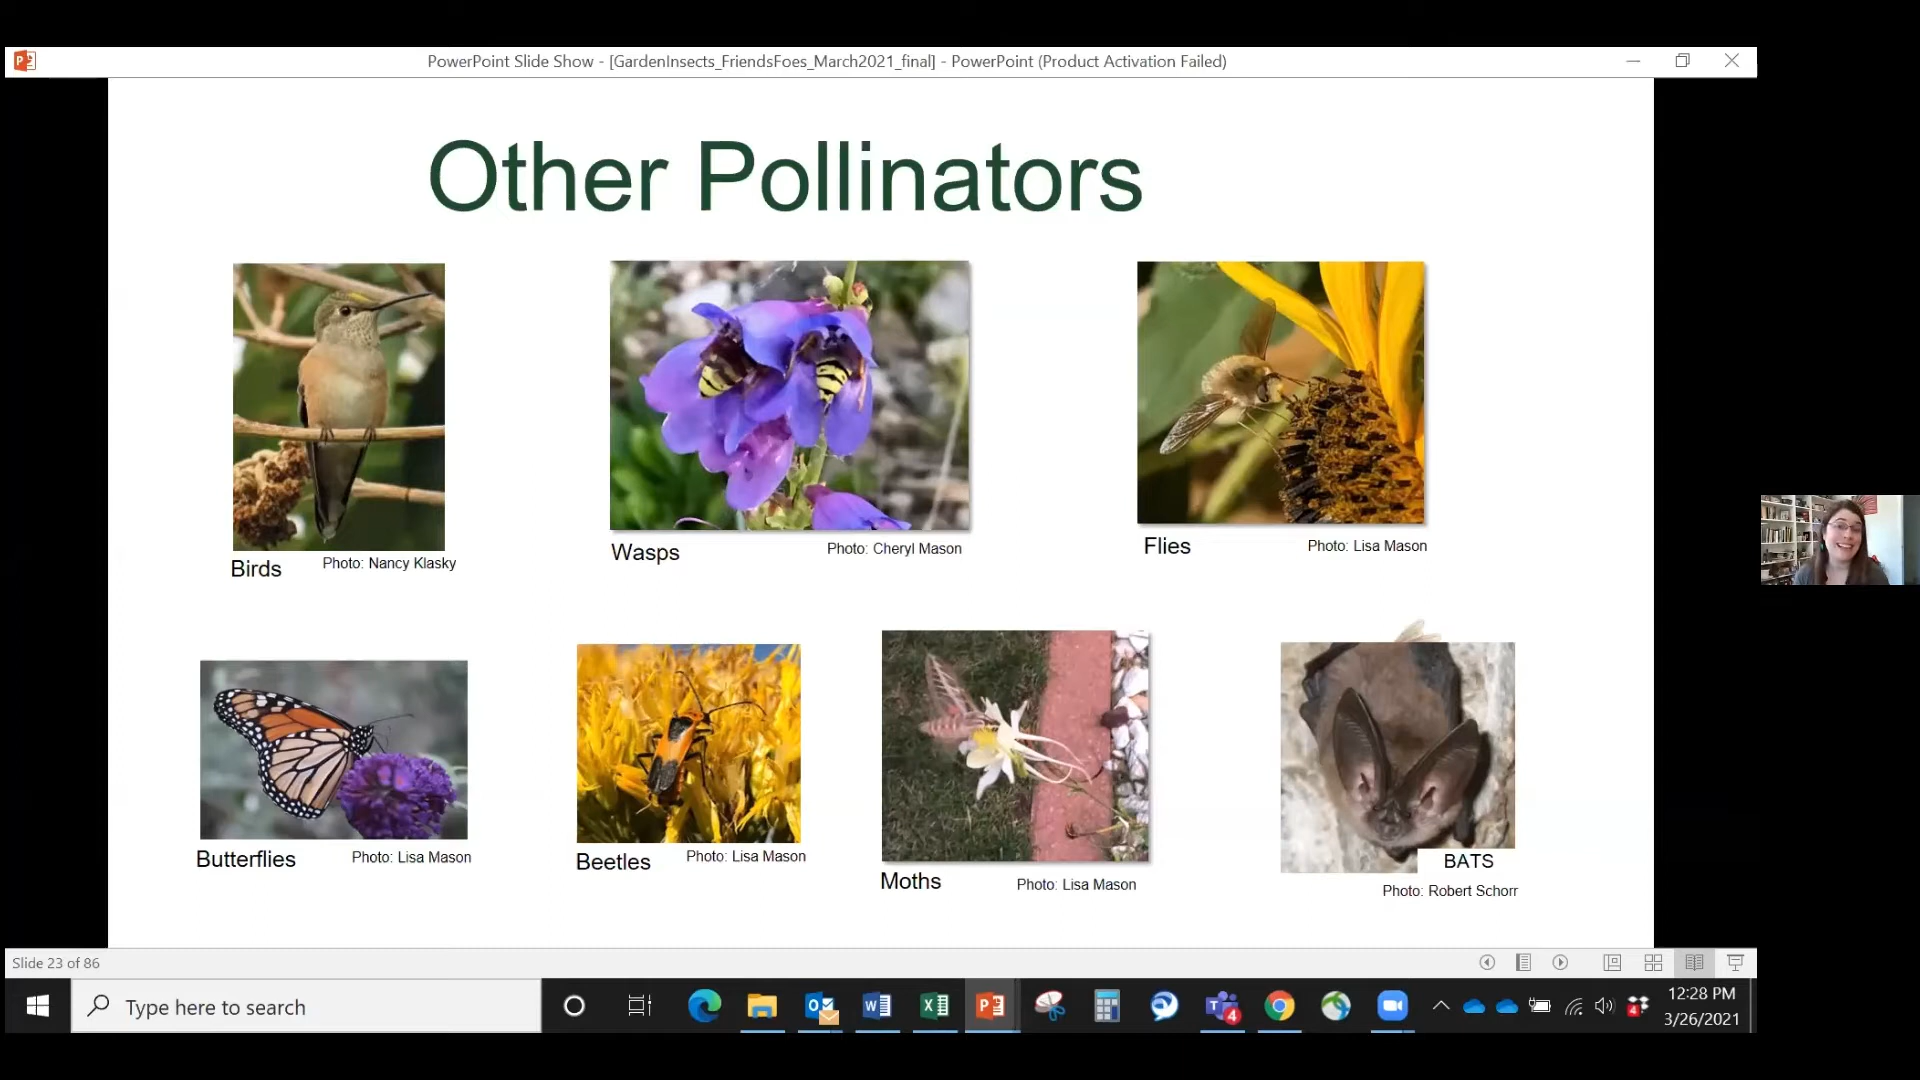 PowerPoint Slide Show - [GardenInsects_FriendsFoes_March2021_final] - PowerPoint (Product Activation Failed)
Other Pollinators
Birds
Photo: Nancy Klasky
Wasps
Photo: Cheryl Mason
Flies
Photo: Lisa Mason
Butterflies
Photo: Lisa Mason
Beetles
Photo: Lisa Mason
Moths
Photo: Lisa Mason
BATS
Photo: Robert Schorr
Slide 23 of 86
Type here to search
4
4
12:28 PM
3/26/2021